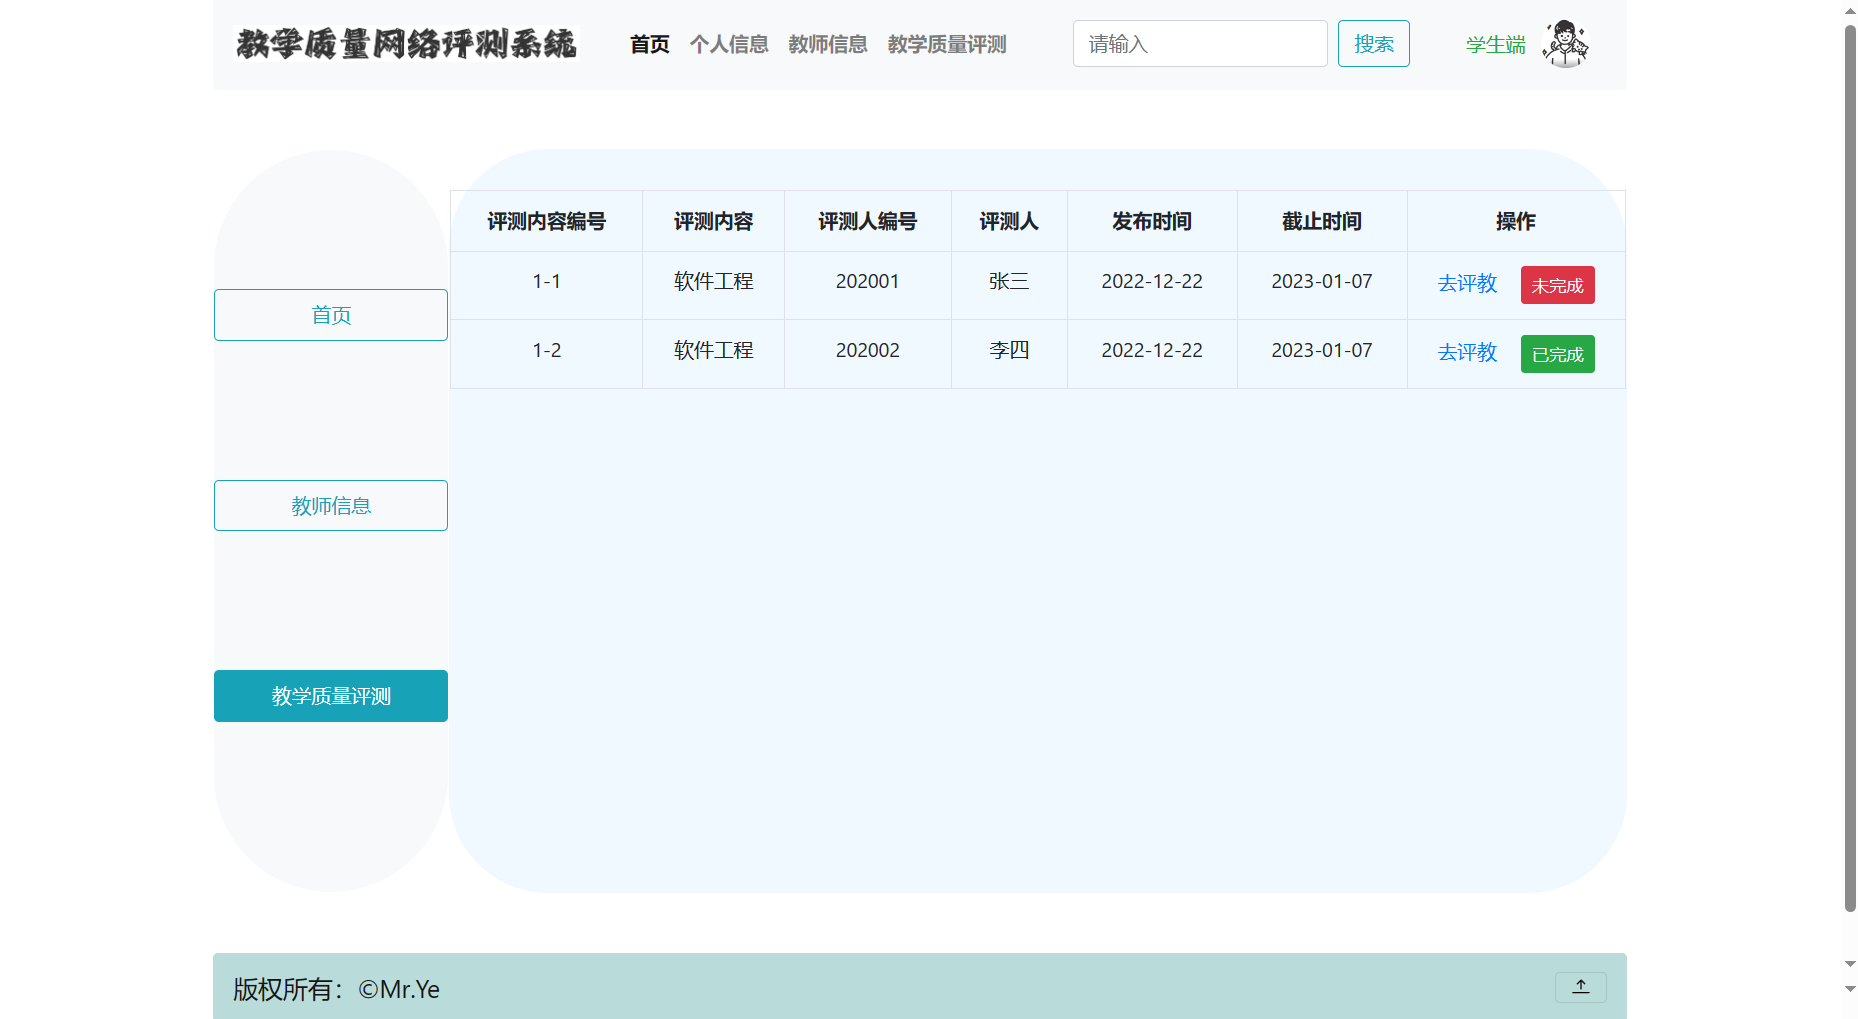 教学质量网络评测系统 首页 个人信息 教师信息 教学质量评测 请输入 搜索 学生端
首页
教师信息
教学质量评测
评测内容编号 评测内容 评测人编号 评测人 发布时间 截止时间 操作
1-1 软件工程 202001 张三 2022-12-22 2023-01-07 去评教 未完成
1-2 软件工程 202002 李四 2022-12-22 2023-01-07 去评教 已完成
版权所有：©Mr.Ye